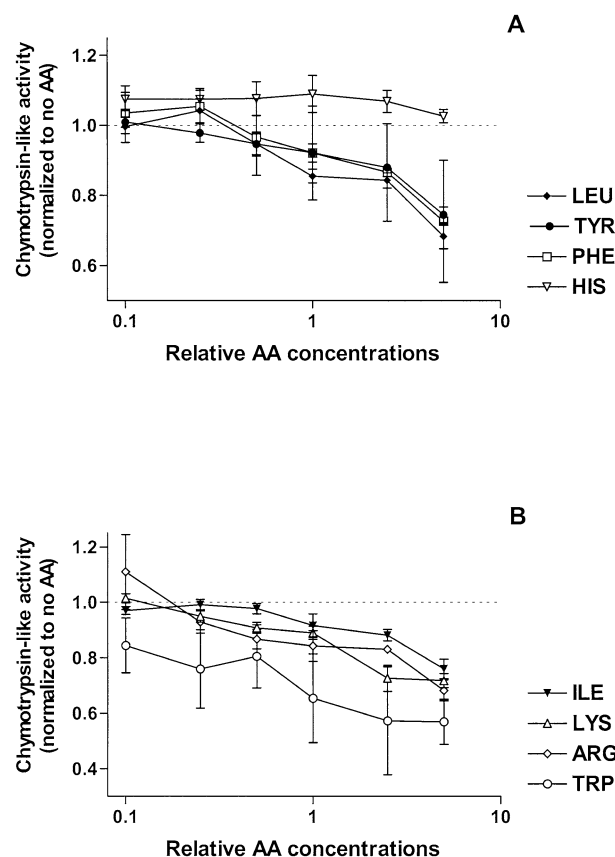 A
Chymotrypsin-like activity
(normalized to no AA)
1.2
1.0
0.8
0.6
0.1
1
10
Relative AA concentrations
LEU
TYR
PHE
HIS
B
Chymotrypsin-like activity
(normalized to no AA)
1.2
1.0
0.8
0.6
0.4
0.1
1
10
Relative AA concentrations
ILE
LYS
ARG
TRP